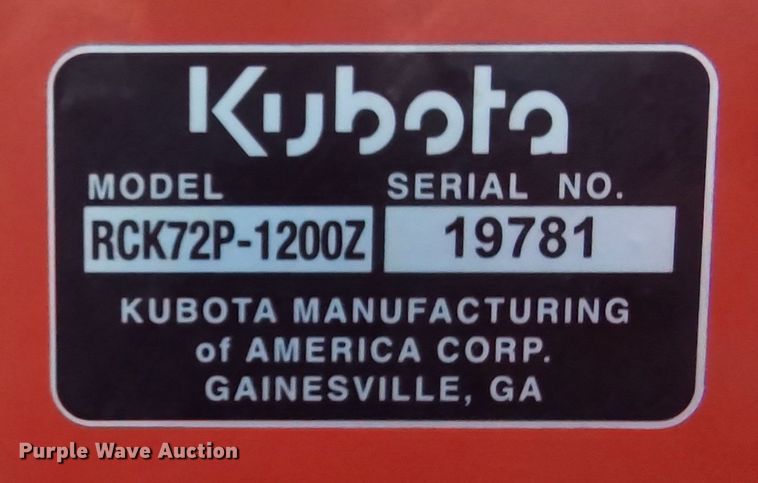 Kubota
MODEL SERIAL NO.
RCK72P-1200Z 19781
KUBOTA MANUFACTURING
of AMERICA CORP.
GAINESVILLE, GA
Purple Wave Auction